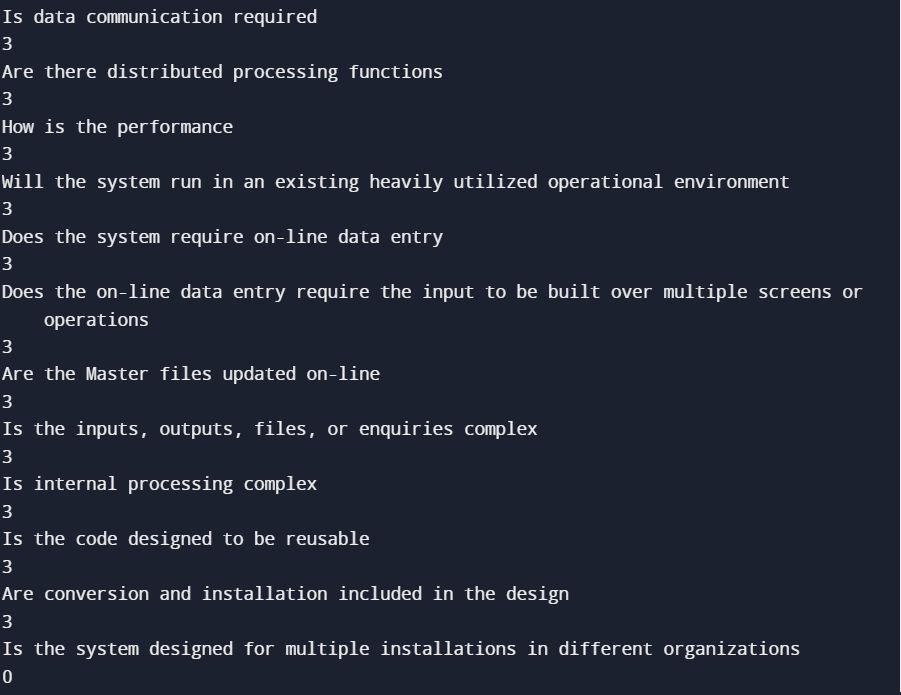 Is data communication required
3
Are there distributed processing functions
3
How is the performance
3
Will the system run in an existing heavily utilized operational environment
3
Does the system require on-line data entry
3
Does the on-line data entry require the input to be built over multiple screens or
operations
3
Are the Master files updated on-line
3
Is the inputs, outputs, files, or enquiries complex
3
Is internal processing complex
3
Is the code designed to be reusable
3
Are conversion and installation included in the design
3
Is the system designed for multiple installations in different organizations
0